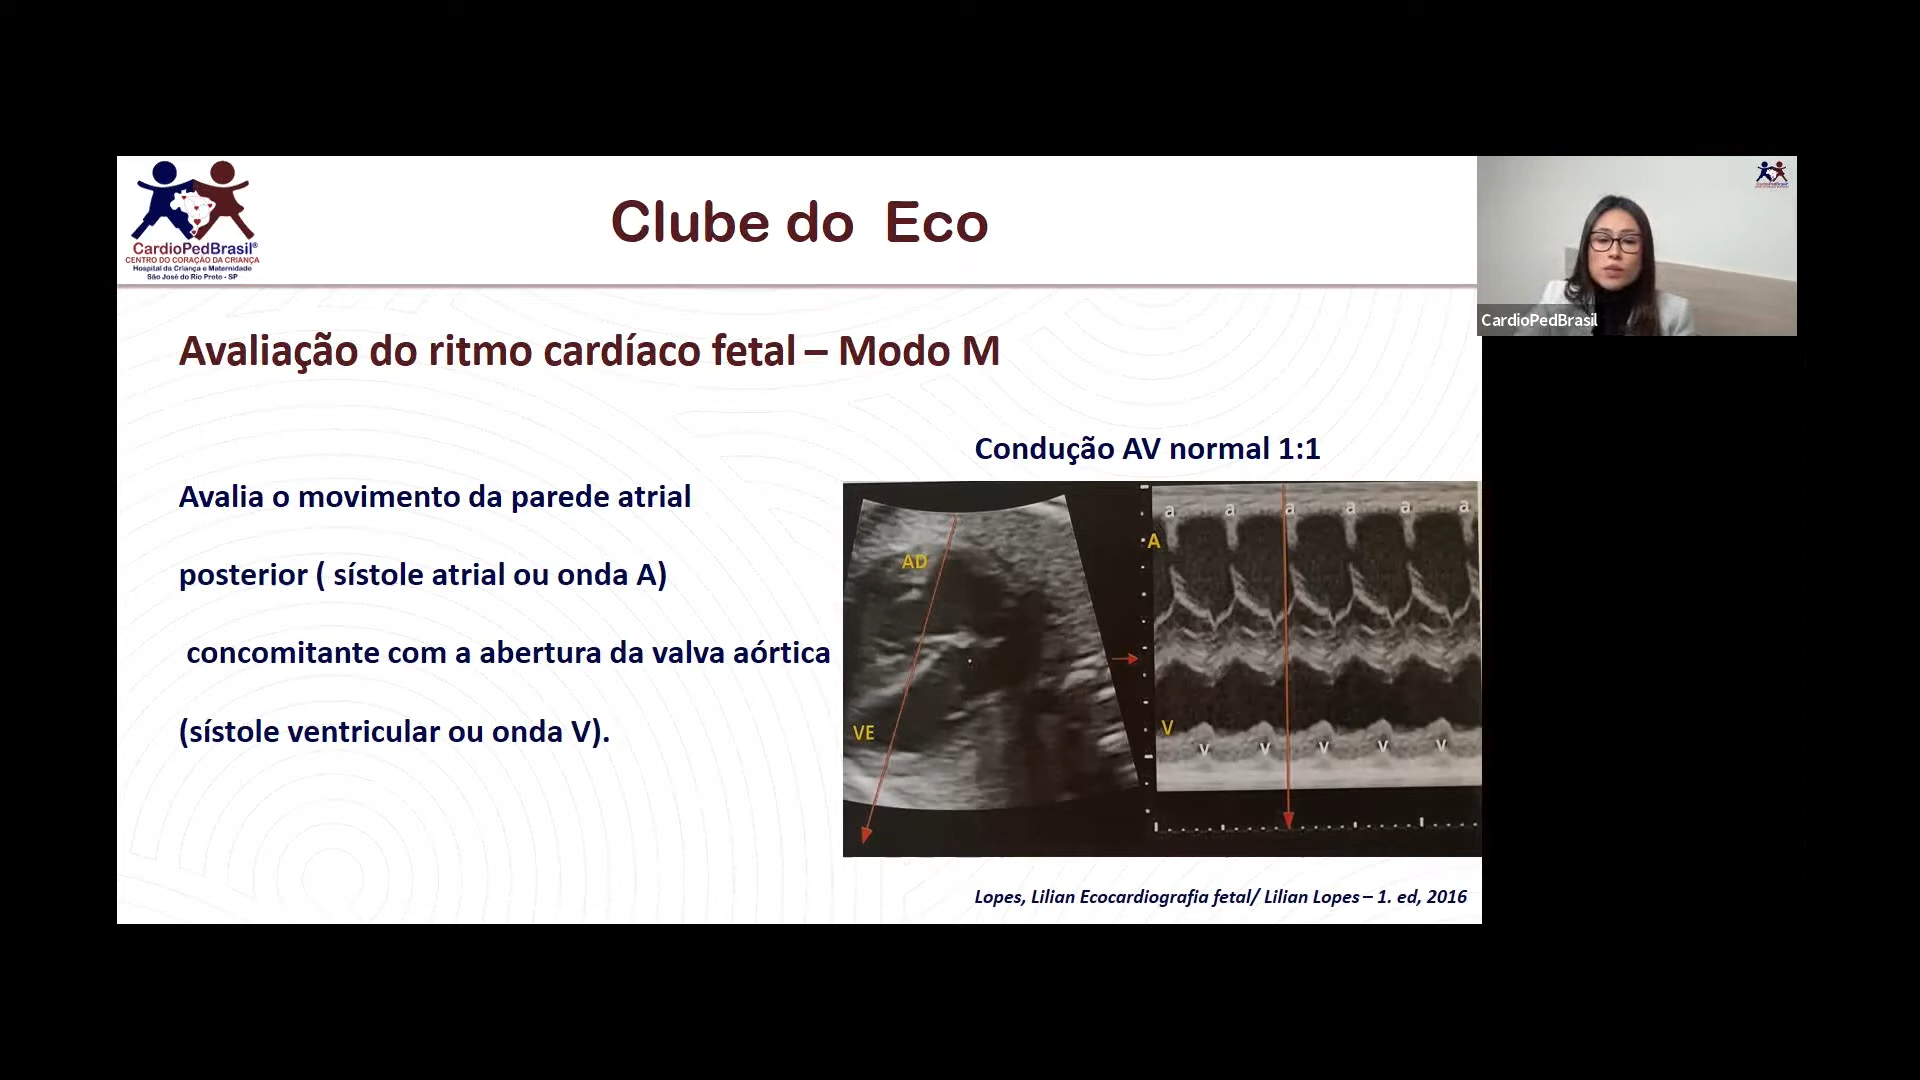 CardioPedBrasil®
CENTRO DO CORAÇÃO DA CRIANÇA
Hospital da Criança e Maternidade
São José do Rio Preto - SP
Clube do Eco
CardioPedBrasil
Avaliação do ritmo cardíaco fetal – Modo M
Condução AV normal 1:1
Avalia o movimento da parede atrial
posterior ( sístole atrial ou onda A)
concomitante com a abertura da valva aórtica
(sístole ventricular ou onda V).
AD
VE
a a a a a a
A
V
v v v v v
Lopes, Lilian Ecocardiografia fetal/ Lilian Lopes – 1. ed, 2016